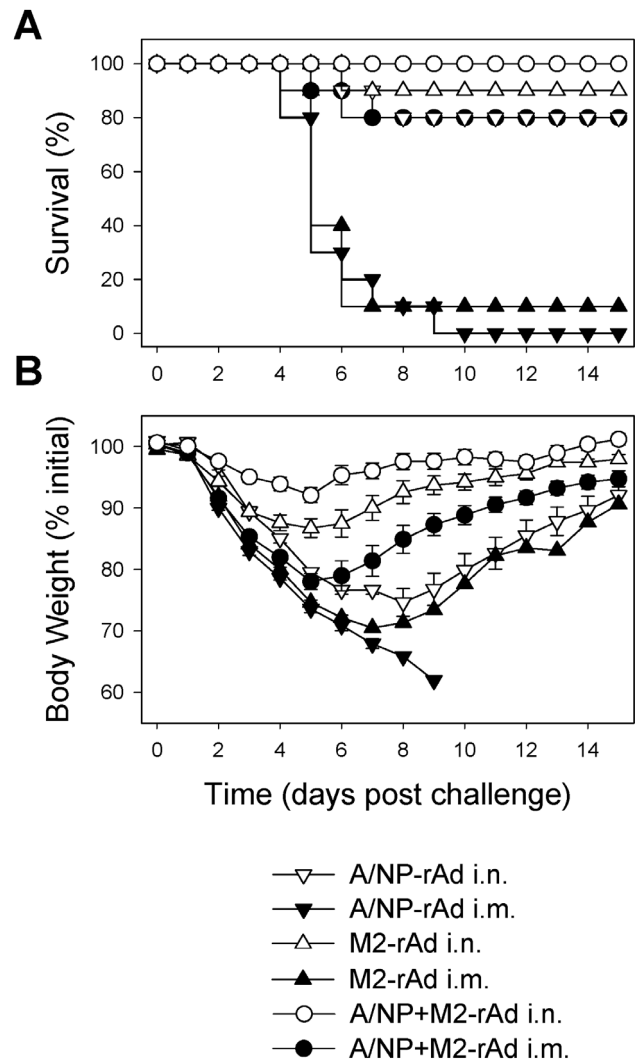 A
100
80
60
40
20
0
Survival (%)
0 2 4 6 8 10 12 14
B
100
90
80
70
60
Body Weight (% initial)
0 2 4 6 8 10 12 14
Time (days post challenge)
A/NP-rAd i.n.
A/NP-rAd i.m.
M2-rAd i.n.
M2-rAd i.m.
A/NP+M2-rAd i.n.
A/NP+M2-rAd i.m.